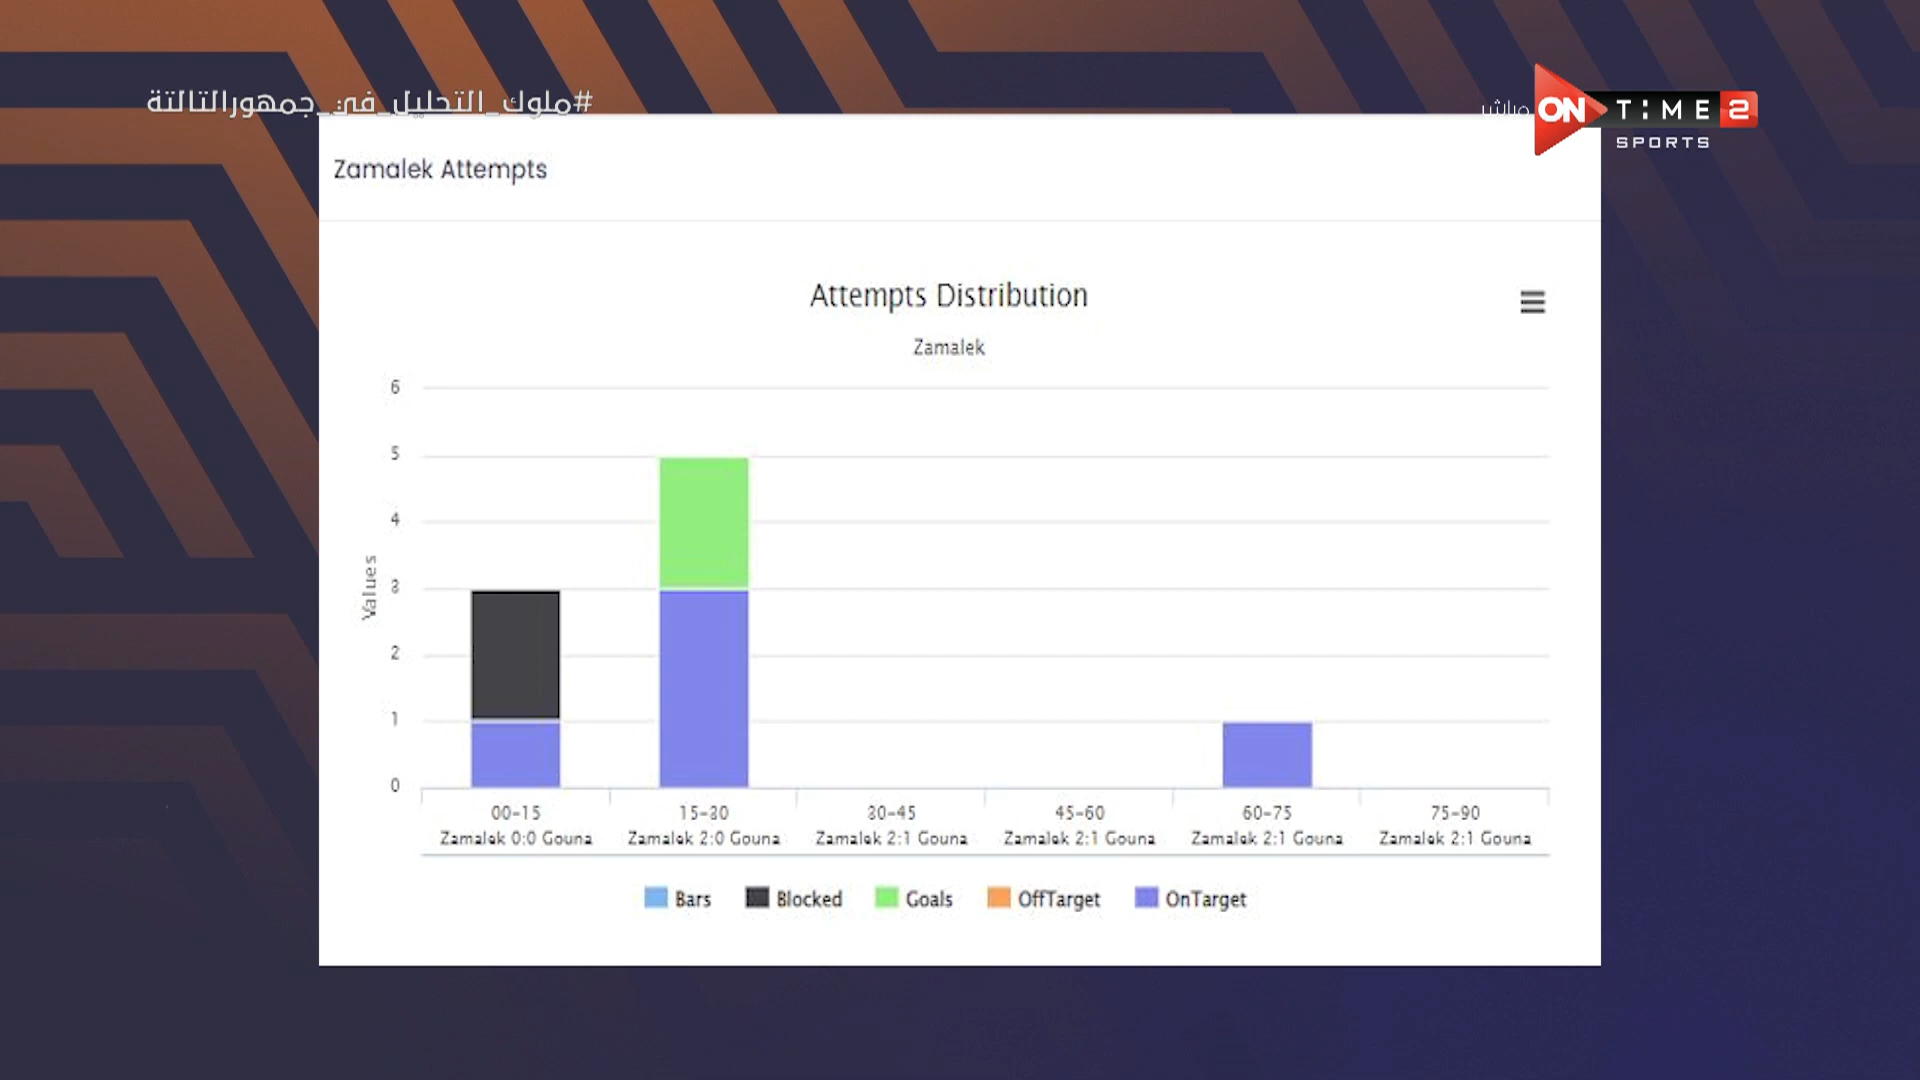 #ملوك_التحليل_في_جمهورالتالتة
مباشر
ON TIME 2
SPORTS
Zamalek Attempts
Attempts Distribution
Zamalek
Values
6
5
4
3
2
1
0
00-15 15-30 30-45 45-60 60-75 75-90
Zamalek 0:0 Gouna Zamalek 2:0 Gouna Zamalek 2:1 Gouna Zamalek 2:1 Gouna Zamalek 2:1 Gouna Zamalek 2:1 Gouna
Bars Blocked Goals OffTarget OnTarget